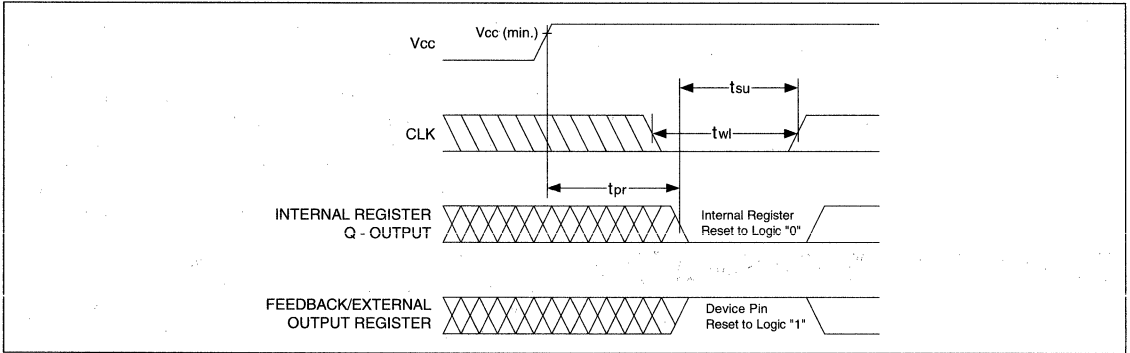 Vcc
Vcc (min.)
tsu
CLK
twl
tpr
INTERNAL REGISTER
Q - OUTPUT
Internal Register
Reset to Logic "0"
FEEDBACK/EXTERNAL
OUTPUT REGISTER
Device Pin
Reset to Logic "1"